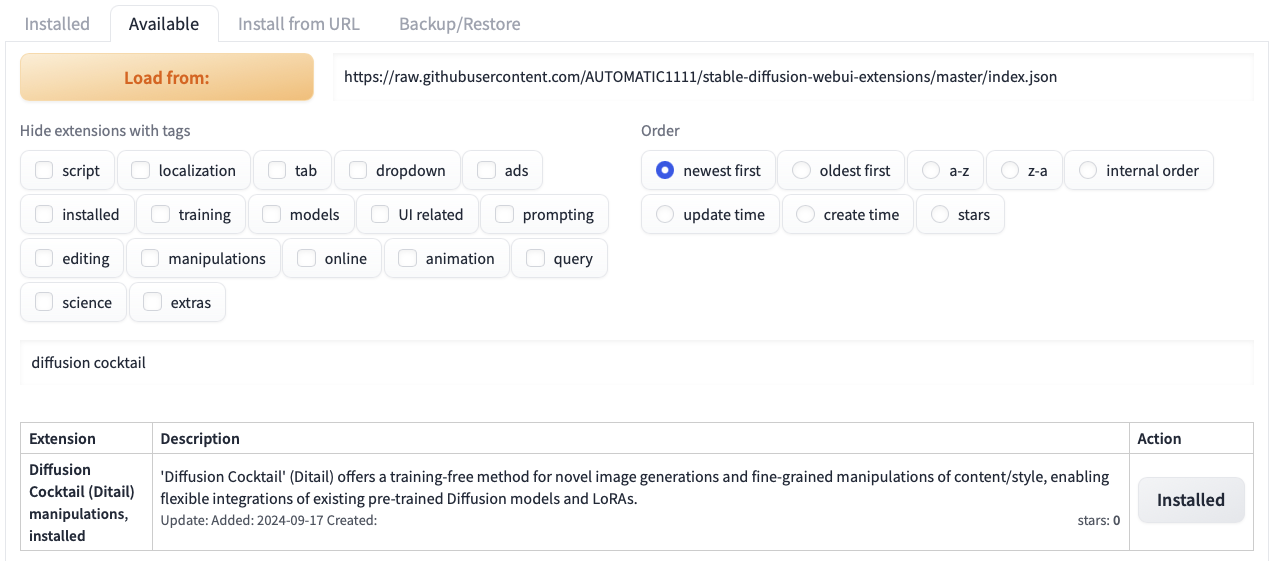 Installed Available Install from URL Backup/Restore
Load from: https://raw.githubusercontent.com/AUTOMATIC1111/stable-diffusion-webui-extensions/master/index.json
Hide extensions with tags
script localization tab dropdown ads
installed training models UI related prompting
editing manipulations online animation query
science extras
Order
newest first oldest first a-z z-a internal order
update time create time stars
diffusion cocktail
Extension Description Action
Diffusion
Cocktail (Ditail)
manipulations,
installed
'Diffusion Cocktail' (Ditail) offers a training-free method for novel image generations and fine-grained manipulations of content/style, enabling
flexible integrations of existing pre-trained Diffusion models and LoRAs.
Update: Added: 2024-09-17 Created: stars: 0
Installed